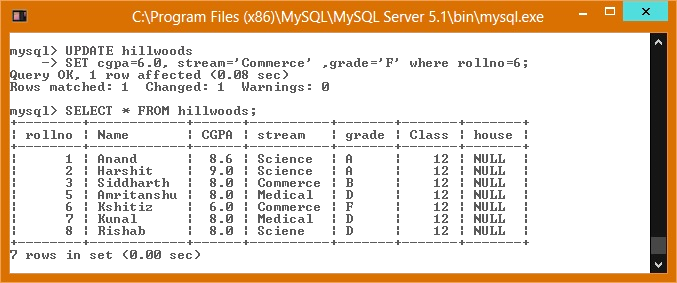 C:\Program Files (x86)\MySQL\MySQL Server 5.1\bin\mysql.exe
mysql> UPDATE hillwoods
    -> SET cgpa=6.0, stream='Commerce' ,grade='F' where rollno=6;
Query OK, 1 row affected (0.08 sec)
Rows matched: 1  Changed: 1  Warnings: 0
mysql> SELECT * FROM hillwoods;
+--------+------------+------+----------+-------+-------+-------+
| rollno | Name       | CGPA | stream   | grade | Class | house |
+--------+------------+------+----------+-------+-------+-------+
|      1 | Anand      |  8.6 | Science  | A     |    12 | NULL  |
|      2 | Harshit    |  9.0 | Science  | A     |    12 | NULL  |
|      3 | Siddharth  |  8.0 | Commerce | B     |    12 | NULL  |
|      5 | Amritanshu |  8.0 | Medical  | D     |    12 | NULL  |
|      6 | Kshitiz    |  6.0 | Commerce | F     |    12 | NULL  |
|      7 | Kunal      |  8.0 | Medical  | D     |    12 | NULL  |
|      8 | Rishab     |  8.0 | Sciene   | D     |    12 | NULL  |
+--------+------------+------+----------+-------+-------+-------+
7 rows in set (0.00 sec)